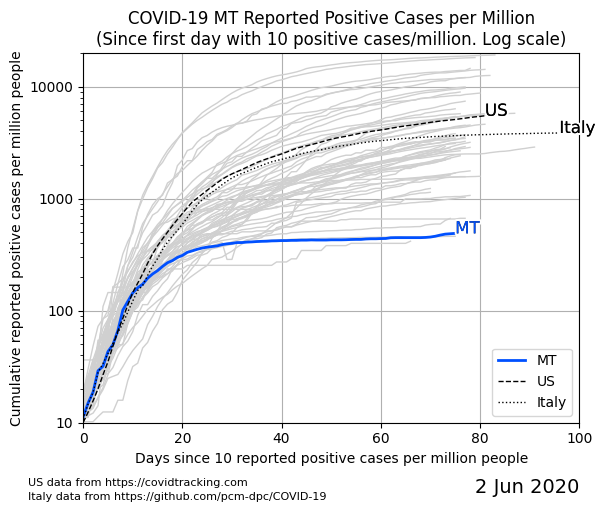 COVID-19 MT Reported Positive Cases per Million
(Since first day with 10 positive cases/million. Log scale)
Cumulative reported positive cases per million people
10000
1000
100
10
US
Italy
MT
MT
US
Italy
0 20 40 60 80 100
Days since 10 reported positive cases per million people
US data from https://covidtracking.com
Italy data from https://github.com/pcm-dpc/COVID-19
2 Jun 2020